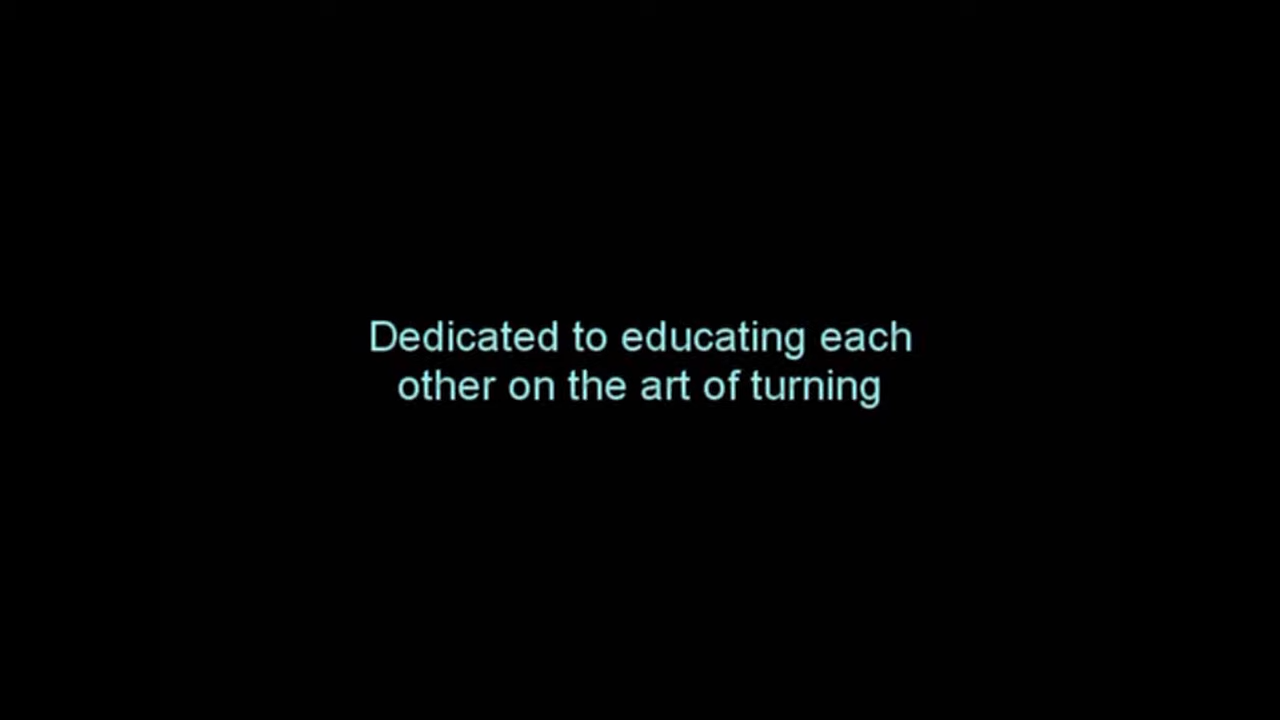 Dedicated to educating each
other on the art of turning